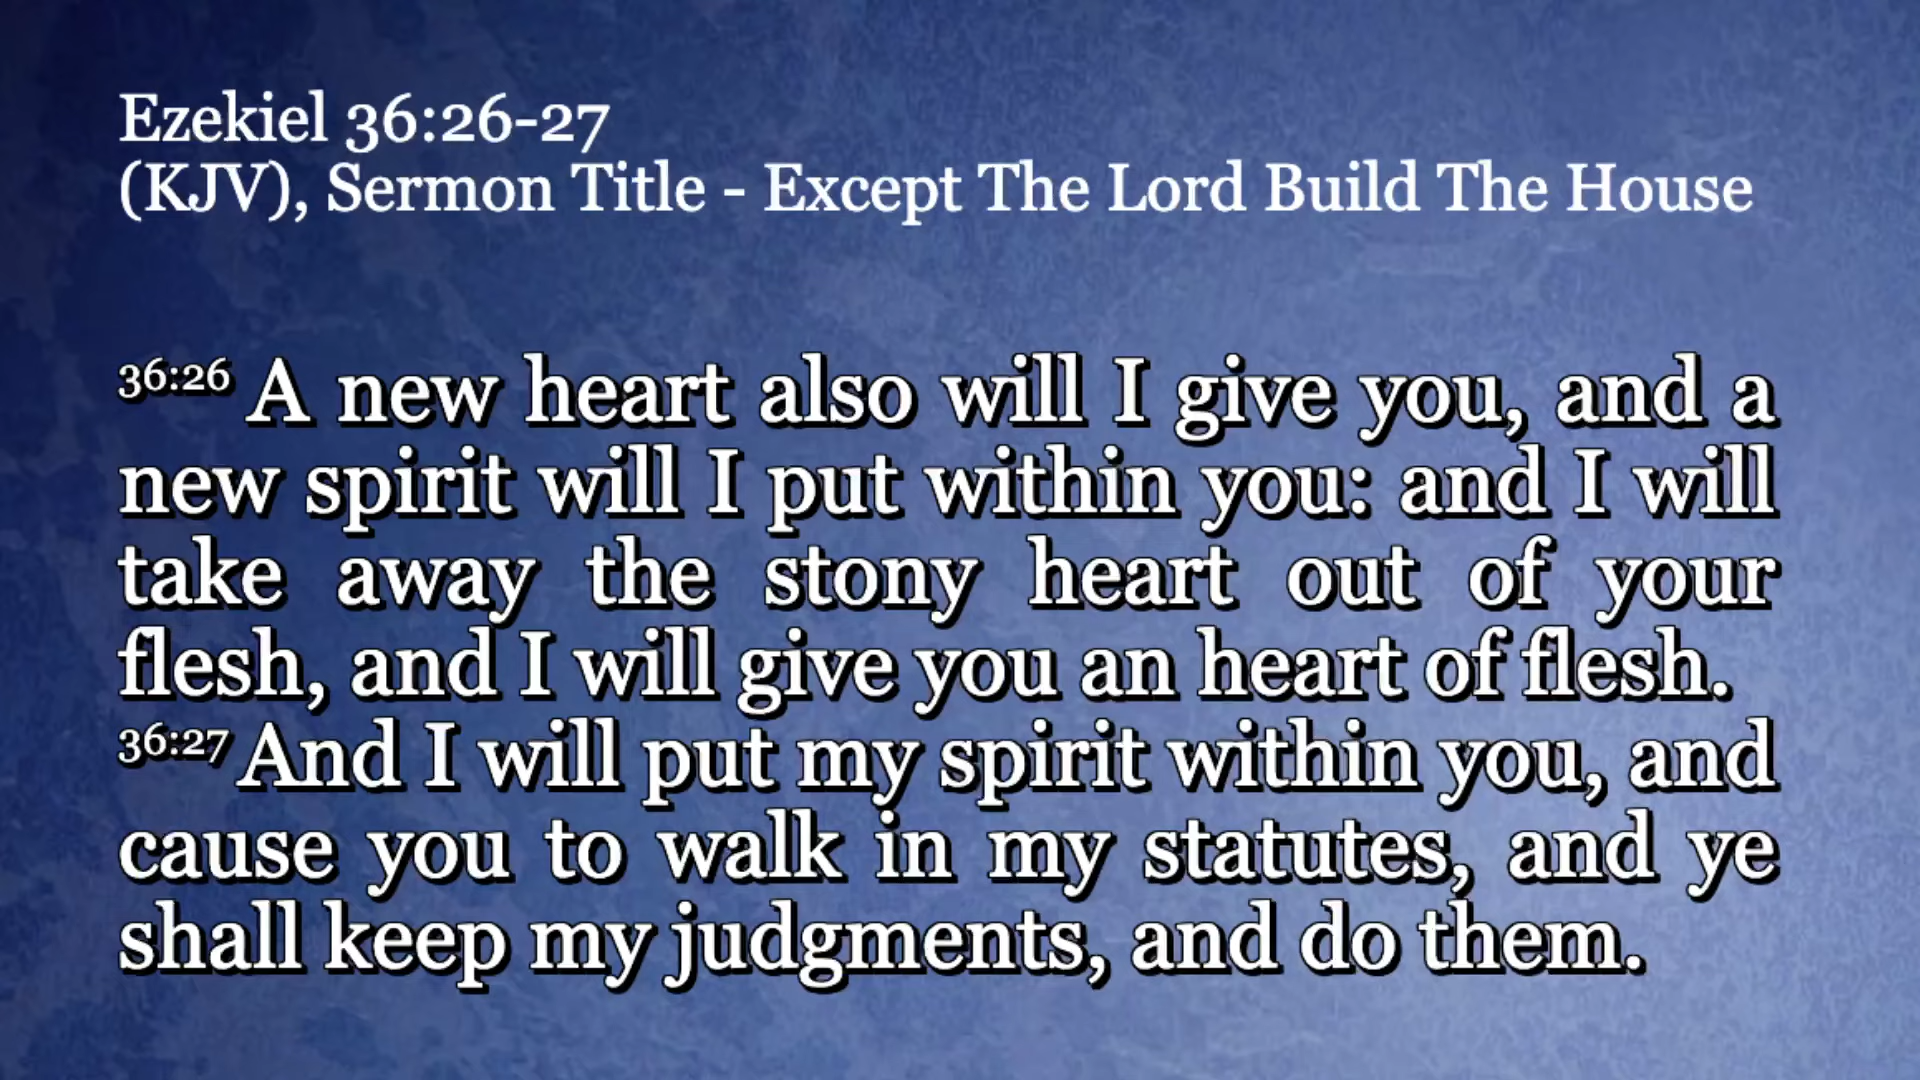 Ezekiel 36:26-27
(KJV), Sermon Title - Except The Lord Build The House
36:26 A new heart also will I give you, and a
new spirit will I put within you: and I will
take away the stony heart out of your
flesh, and I will give you an heart of flesh.
36:27 And I will put my spirit within you, and
cause you to walk in my statutes, and ye
shall keep my judgments, and do them.